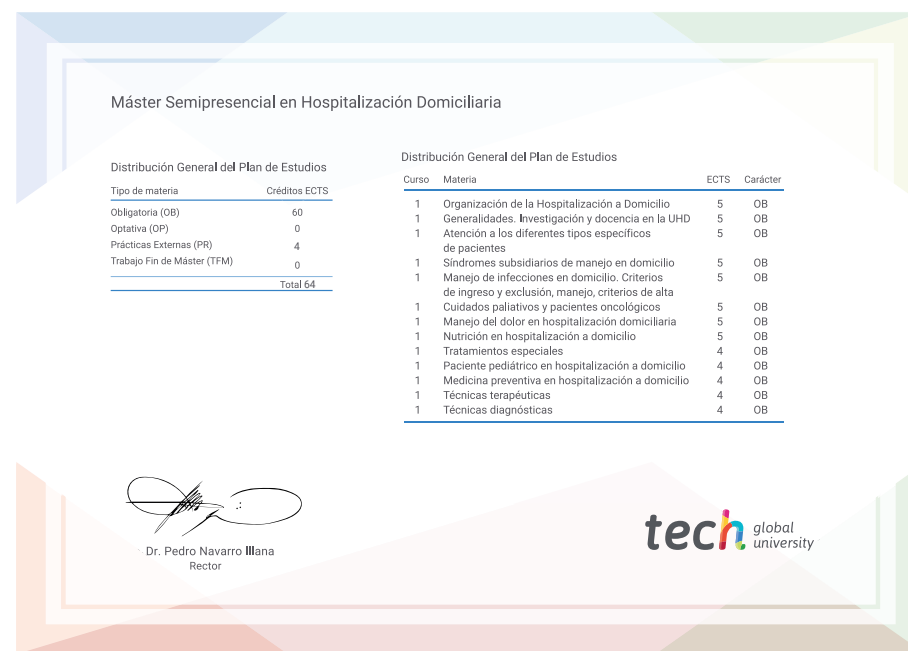 Máster Semipresencial en Hospitalización Domiciliaria
Distribución General del Plan de Estudios
Tipo de materia Créditos ECTS
Obligatoria (OB) 60
Optativa (OP) 0
Prácticas Externas (PR) 4
Trabajo Fin de Máster (TFM) 0
Total 64
Distribución General del Plan de Estudios
Curso Materia ECTS Carácter
1 Organización de la Hospitalización a Domicilio 5 OB
1 Generalidades. Investigación y docencia en la UHD 5 OB
1 Atención a los diferentes tipos específicos 5 OB
de pacientes
1 Síndromes subsidiarios de manejo en domicilio 5 OB
1 Manejo de infecciones en domicilio. Criterios 5 OB
de ingreso y exclusión, manejo, criterios de alta
1 Cuidados paliativos y pacientes oncológicos 5 OB
1 Manejo del dolor en hospitalización domiciliaria 5 OB
1 Nutrición en hospitalización a domicilio 5 OB
1 Tratamientos especiales 4 OB
1 Paciente pediátrico en hospitalización a domicilio 4 OB
1 Medicina preventiva en hospitalización a domicilio 4 OB
1 Técnicas terapéuticas 4 OB
1 Técnicas diagnósticas 4 OB
Dr. Pedro Navarro Illana
Rector
tech global
university